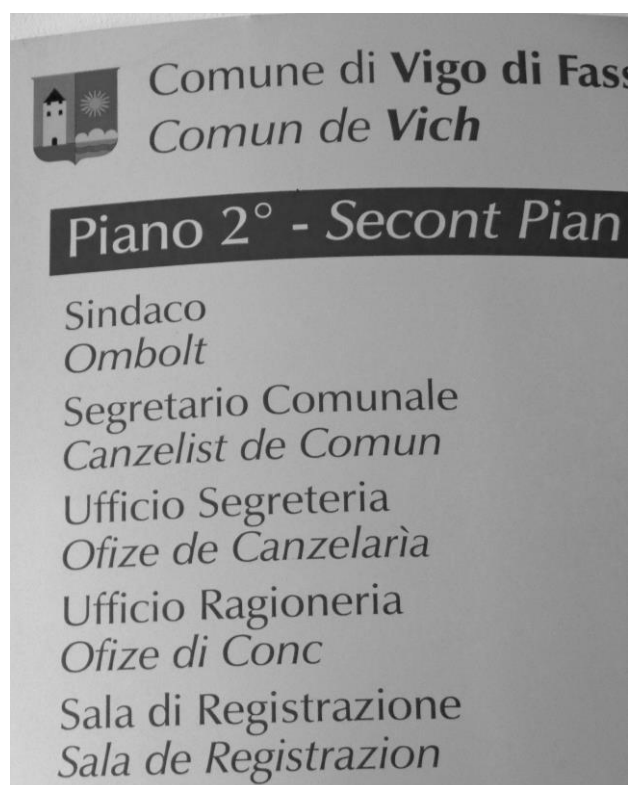 Comune di Vigo di Fass
Comun de Vich
Piano 2° - Secont Pian
Sindaco
Ombolt
Segretario Comunale
Canzelist de Comun
Ufficio Segreteria
Ofize de Canzelarìa
Ufficio Ragioneria
Ofize di Conc
Sala di Registrazione
Sala de Registrazion